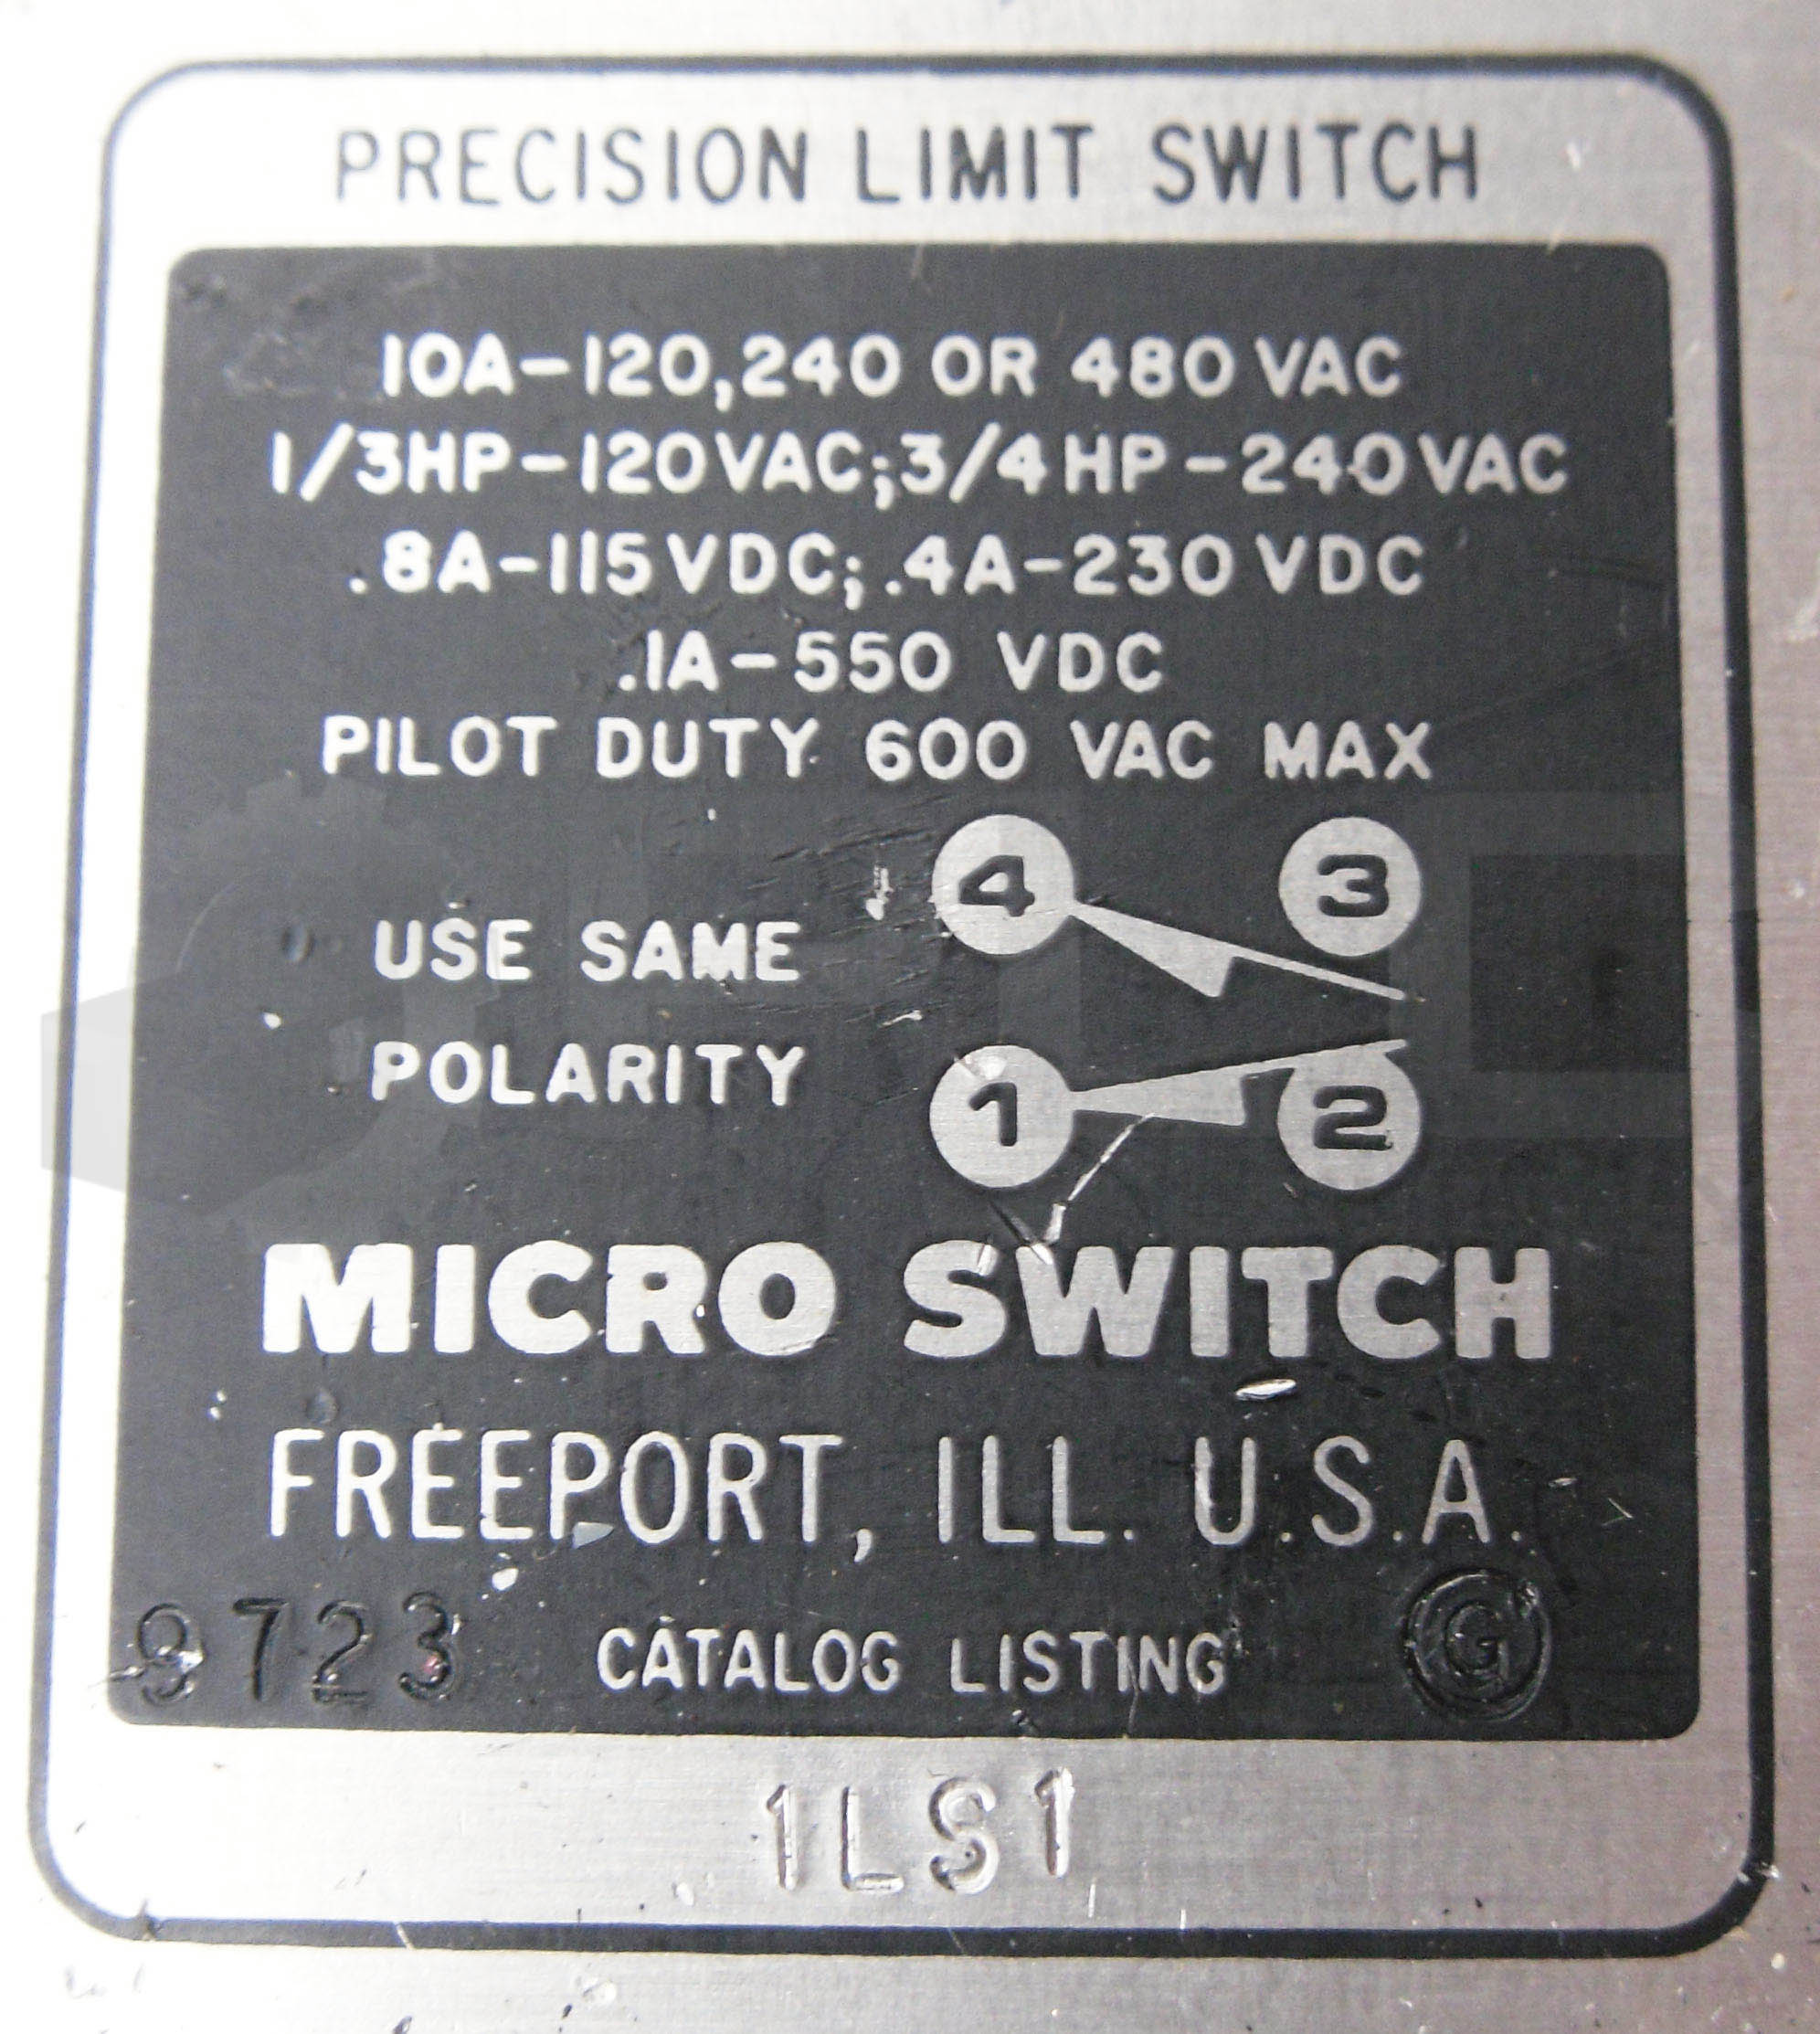 PRECISION LIMIT SWITCH
10A-120,240 OR 480 VAC
1/3HP-120VAC;3/4HP-240VAC
.8A-115VDC;.4A-230VDC
.1A-550 VDC
PILOT DUTY 600 VAC MAX
4 3
USE SAME
POLARITY
1 2
MICRO SWITCH
FREEPORT, ILL. U.S.A.
9723 CATALOG LISTING G
1LS1